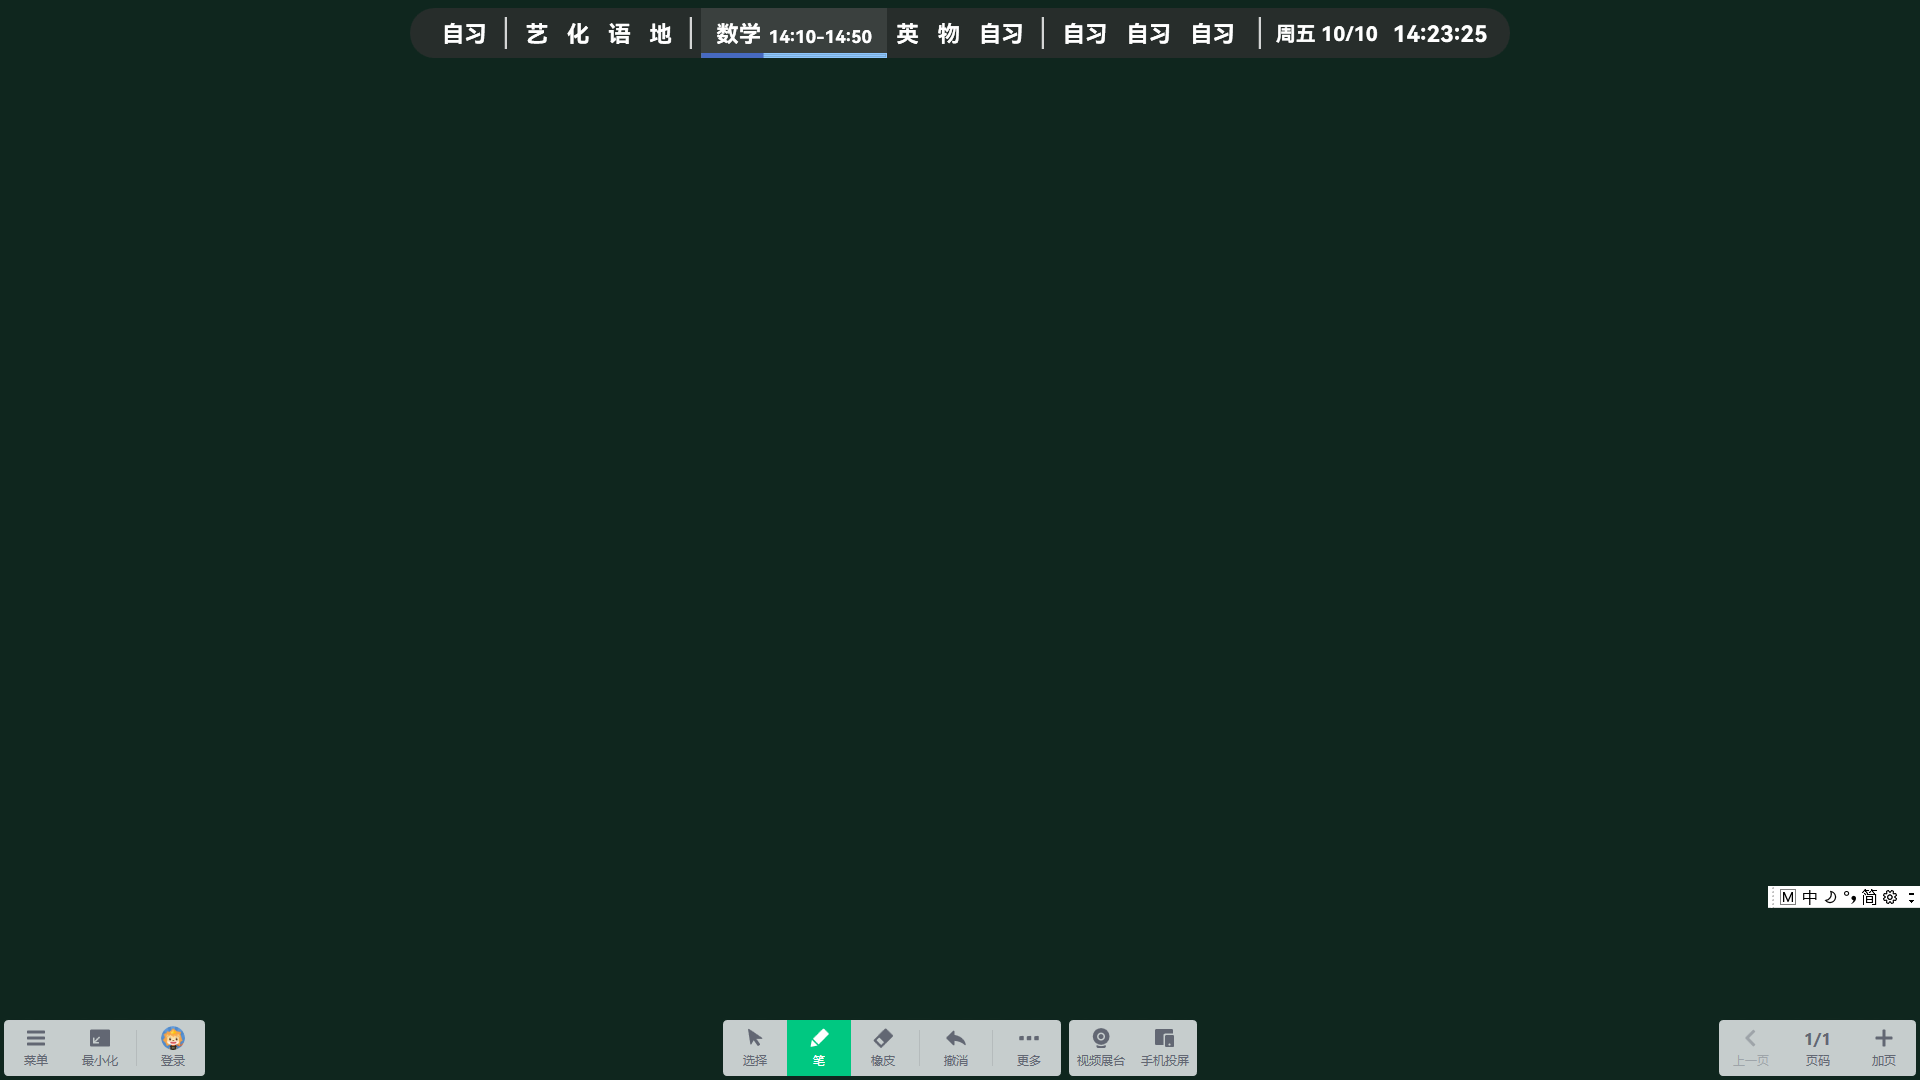 自习 艺 化 语 地 数学 14:10-14:50 英 物 自习 自习 自习 自习 周五 10/10 14:23:25
M 中 °, 简
菜单 最小化 登录 选择 笔 橡皮 撤消 更多 视频展台 手机投屏 上一页 1/1 页码 加页